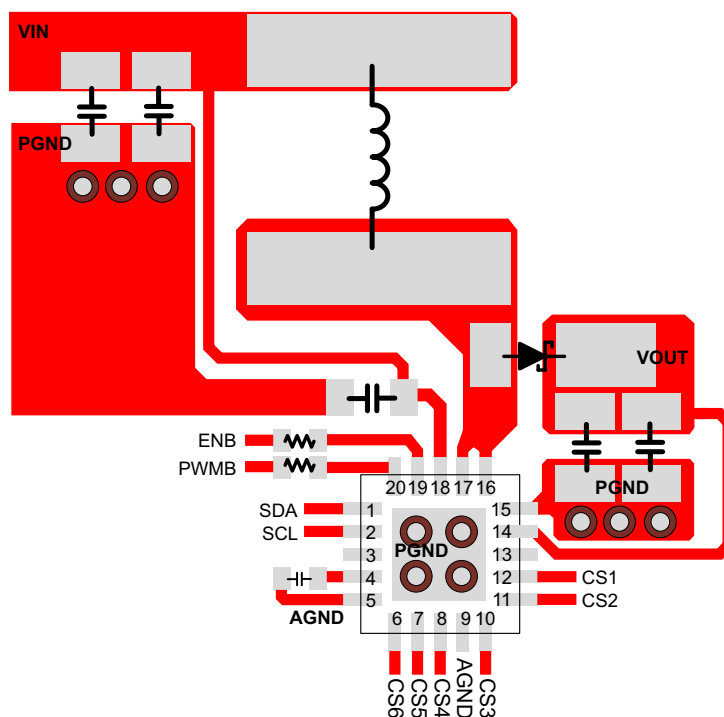 VIN
PGND
VOUT
ENB
PWMB
20 19 18 17 16
PGND
SDA
1
15
SCL
2
14
PGND
3
13
4
12
CS1
5
11
CS2
AGND
6 7 8 9 10
CS6
CS5
CS4
AGND
CS3